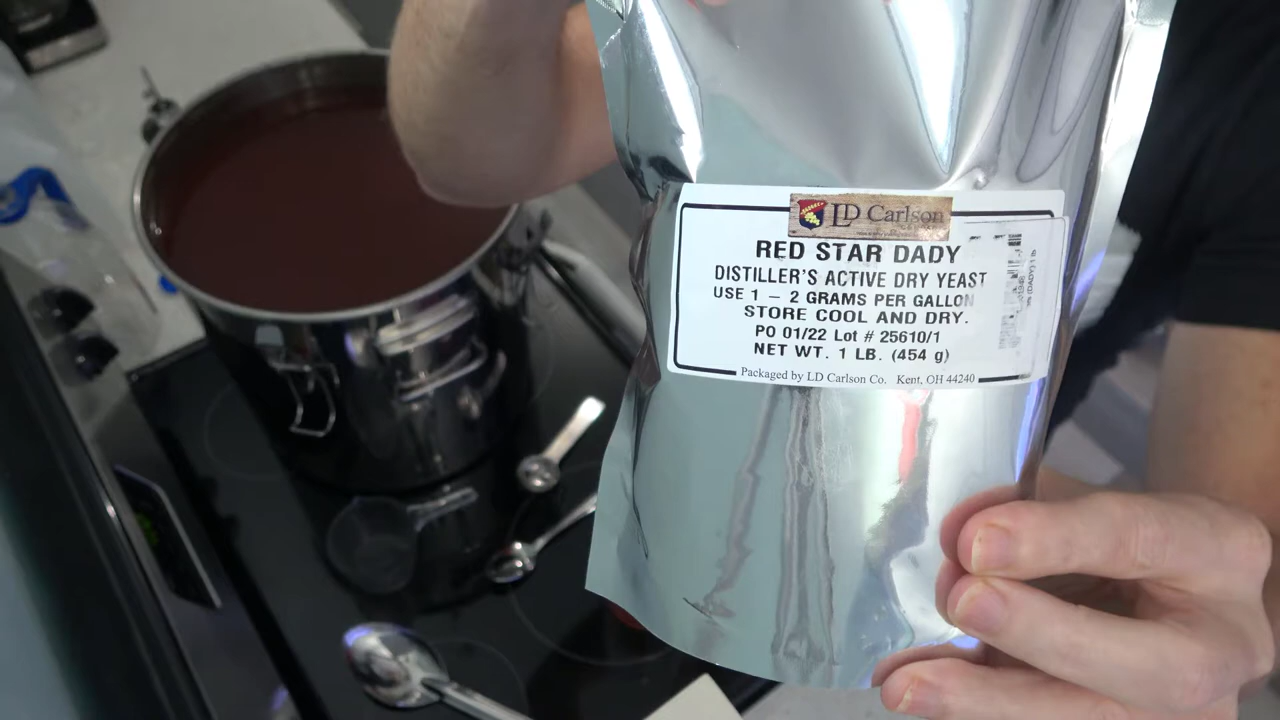 LD Carlson
RED STAR DADY
DISTILLER'S ACTIVE DRY YEAST
USE 1 – 2 GRAMS PER GALLON
STORE COOL AND DRY.
PO 01/22 Lot # 25610/1
NET WT. 1 LB. (454 g)
Packaged by LD Carlson Co. Kent, OH 44240